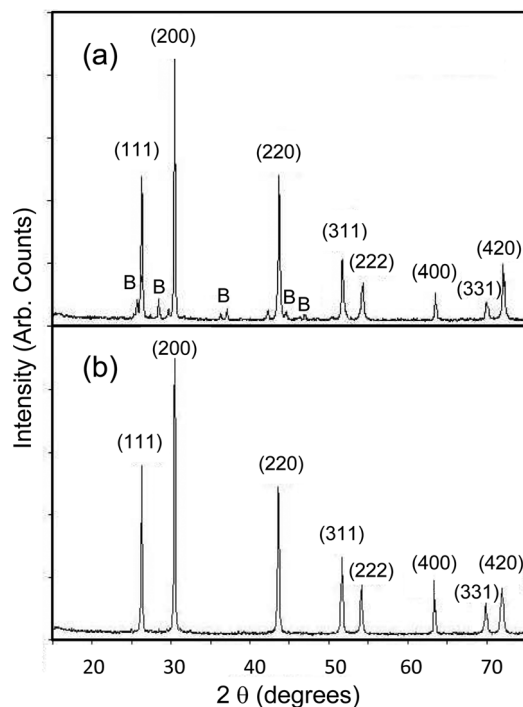 (200)
(a)
(111)
(220)
(311)
(222)
(420)
(400)
(331)
B
B
B
B
B
(200)
(b)
(111)
(220)
(311)
(222)
(400)
(420)
(331)
Intensity (Arb. Counts)
20 30 40 50 60 70
2 θ (degrees)